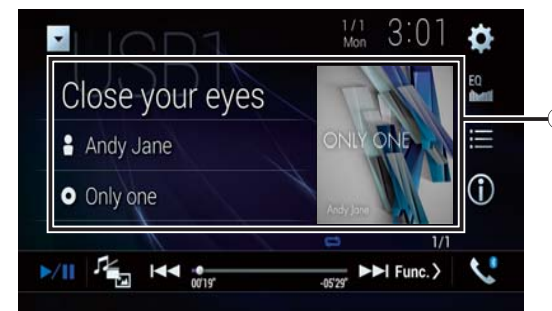 USB1
1/1
Mon
3:01
Close your eyes
EQ
Andy Jane
Only one
ONLY ONE
Andy Jane
1/1
00'19"
-05'29"
Func.